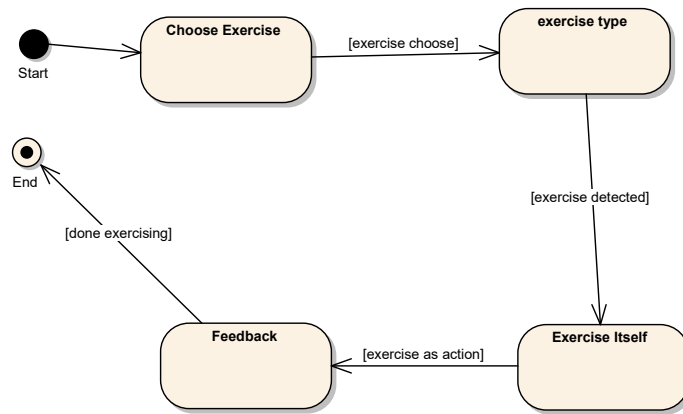 Choose Exercise
exercise type
[exercise choose]
Start
End
[exercise detected]
[done exercising]
Feedback
Exercise Itself
[exercise as action]